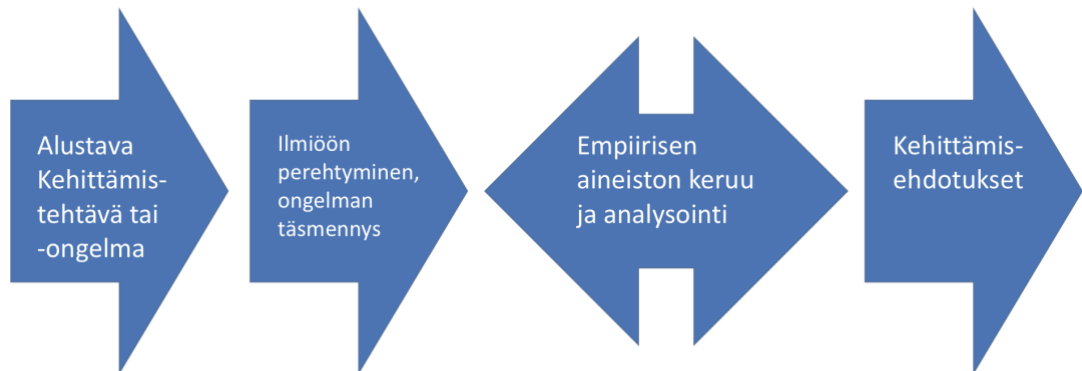 Alustava
Kehittämis-
tehtävä tai
-ongelma
Ilmiöön
perehtyminen,
ongelman
täsmennys
Empiirisen
aineiston keruu
ja analysointi
Kehittämis-
ehdotukset